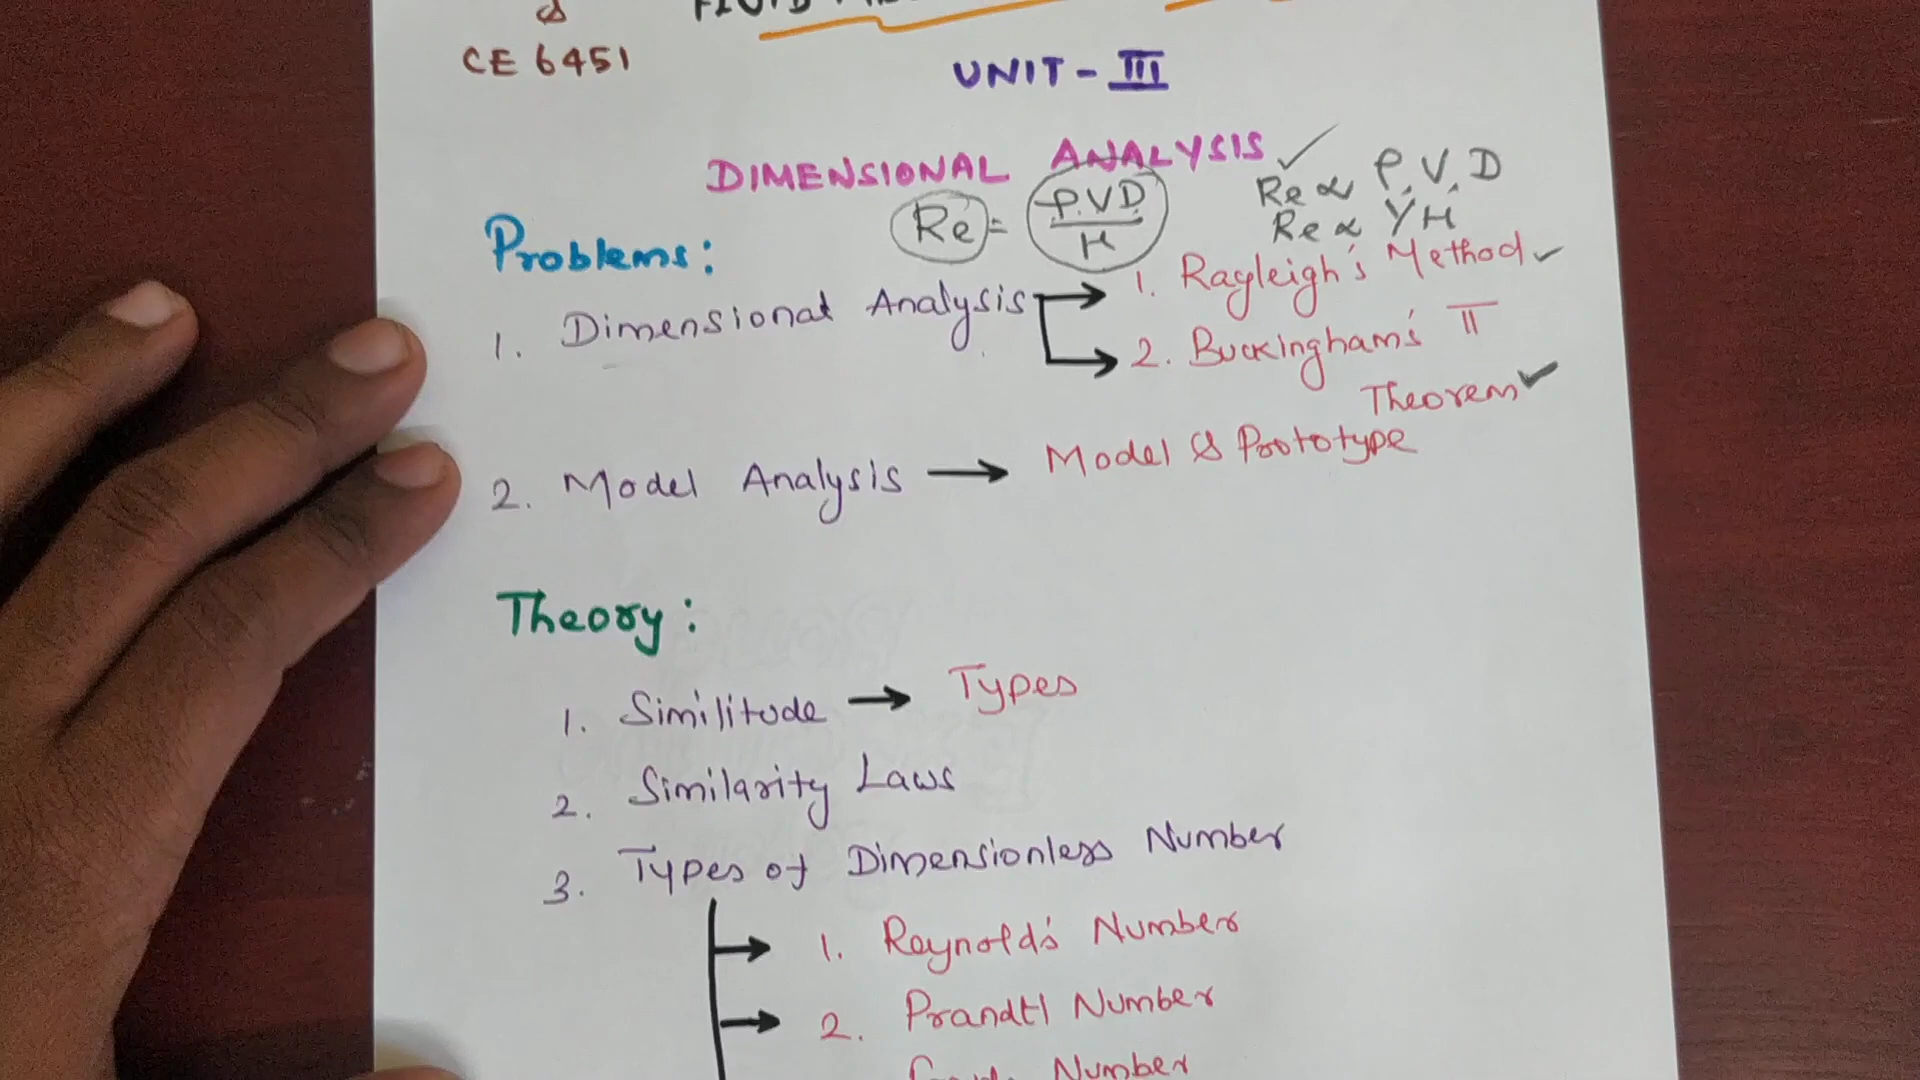 CE 6451
UNIT - III
DIMENSIONAL ANALYSIS ✓
Re = P.V.D / μ
Re ∝ P, V, D
Re ∝ 1/μ
Problems:
1. Dimensional Analysis → 1. Rayleigh's Method ✓
→ 2. Buckingham's π
Theorem ✓
2. Model Analysis → Model & Prototype
Theory:
1. Similitude → Types
2. Similarity Laws
3. Types of Dimensionless Number
→ 1. Reynold's Number
→ 2. Prandtl Number
Number